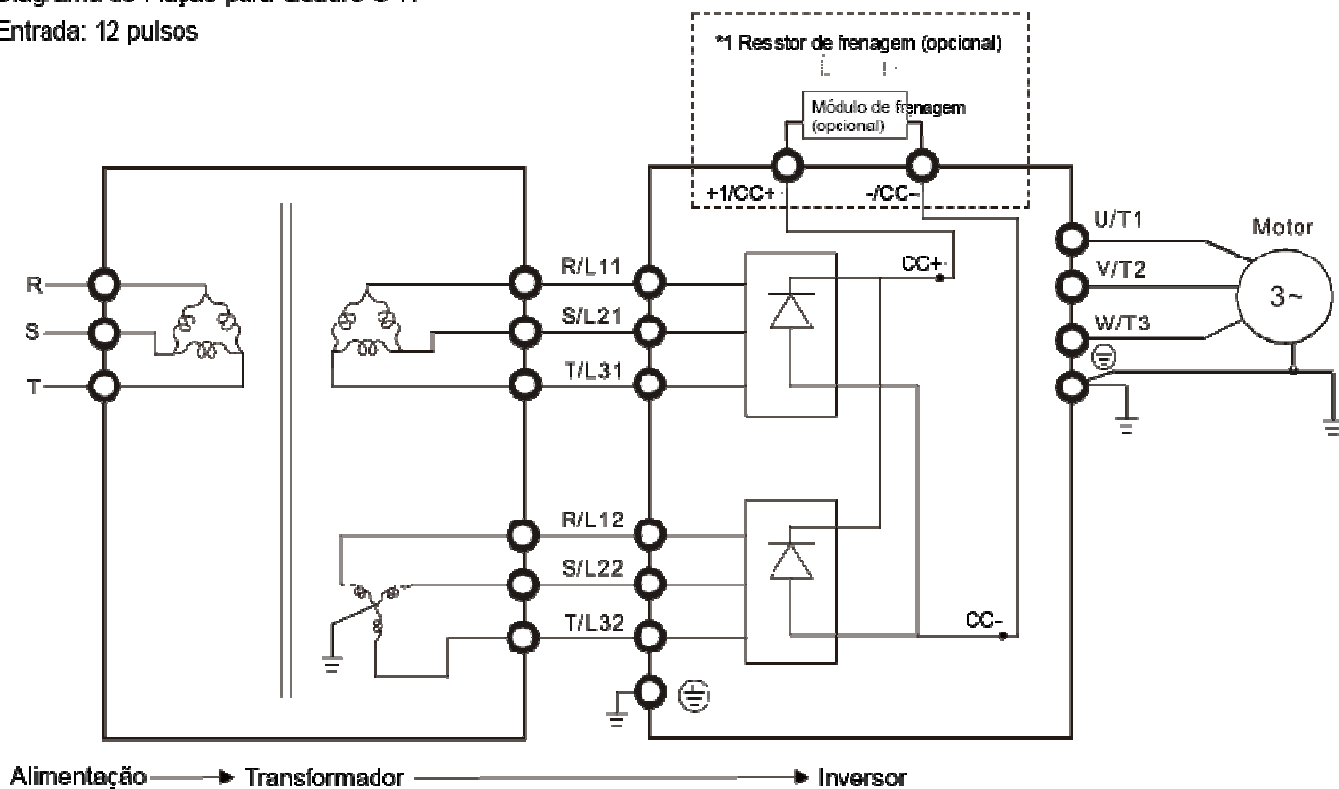 Entrada: 12 pulsos
*1 Resstor de frenagem (opcional)
Módulo de frenagem
(opcional)
+1/CC+
-/CC-
R
S
T
R/L11
S/L21
T/L31
CC+
U/T1
V/T2
W/T3
Motor
3~
R/L12
S/L22
T/L32
CC-
Alimentação
Transformador
Inversor